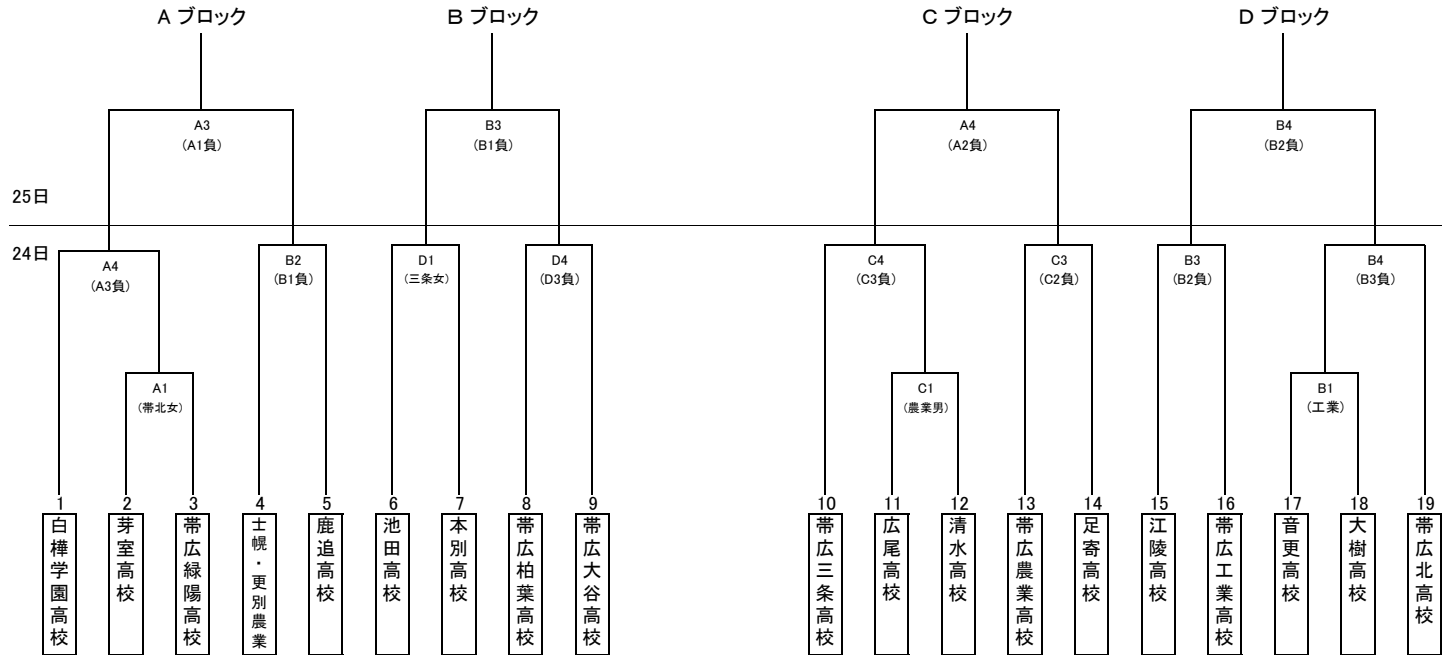 A ブロック
B ブロック
C ブロック
D ブロック
A3
(A1負)
B3
(B1負)
A4
(A2負)
B4
(B2負)
25日
24日
A4
(A3負)
B2
(B1負)
D1
(三条女)
D4
(D3負)
C4
(C3負)
C3
(C2負)
B3
(B2負)
B4
(B3負)
A1
(帯北女)
C1
(農業男)
B1
(工業)
1
2
3
4
5
6
7
8
9
10
11
12
13
14
15
16
17
18
19
白樺学園高校
芽室高校
帯広緑陽高校
士幌・更別農業
鹿追高校
池田高校
本別高校
帯広柏葉高校
帯広大谷高校
帯広三条高校
広尾高校
清水高校
帯広農業高校
足寄高校
江陵高校
帯広工業高校
音更高校
大樹高校
帯広北高校